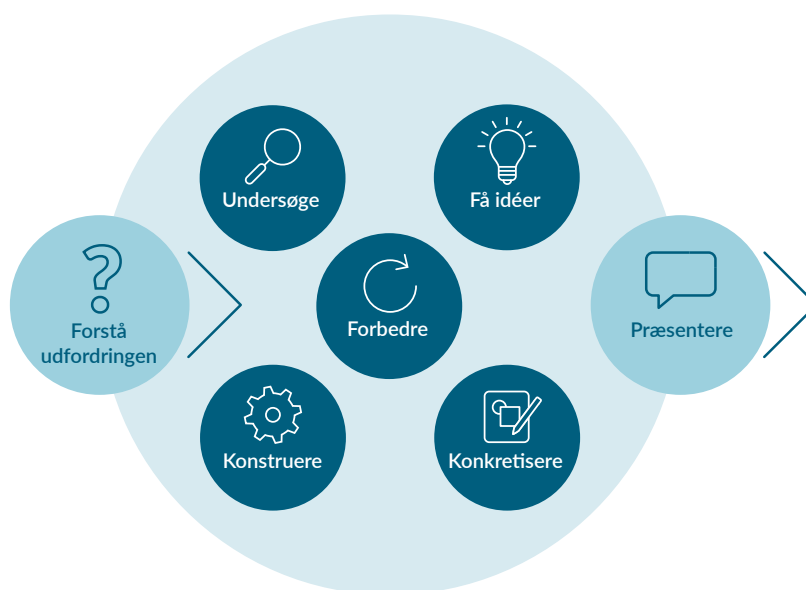 Undersøge
Få idéer
Forstå
udfordringen
Forbedre
Præsentere
Konstruere
Konkretisere